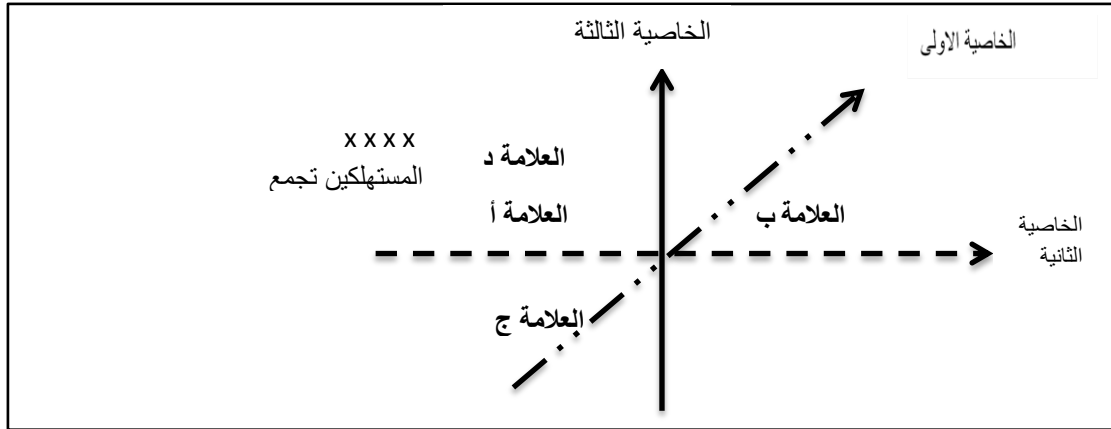 الخاصية الثالثة
الخاصية الاولى
x x x x
المستهلكين تجمع
العلامة د
العلامة أ
العلامة ب
الخاصية
الثانية
العلامة ج